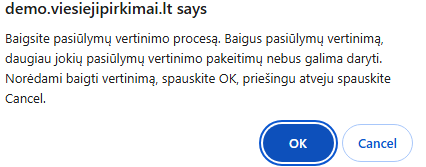 demo.viesiejipirkimai.lt says
Baigsite pasiūlymų vertinimo procesą. Baigus pasiūlymų vertinimą,
daugiau jokių pasiūlymų vertinimo pakeitimų nebus galima daryti.
Norėdami baigti vertinimą, spauskite OK, priešingu atveju spauskite
Cancel.
OK
Cancel